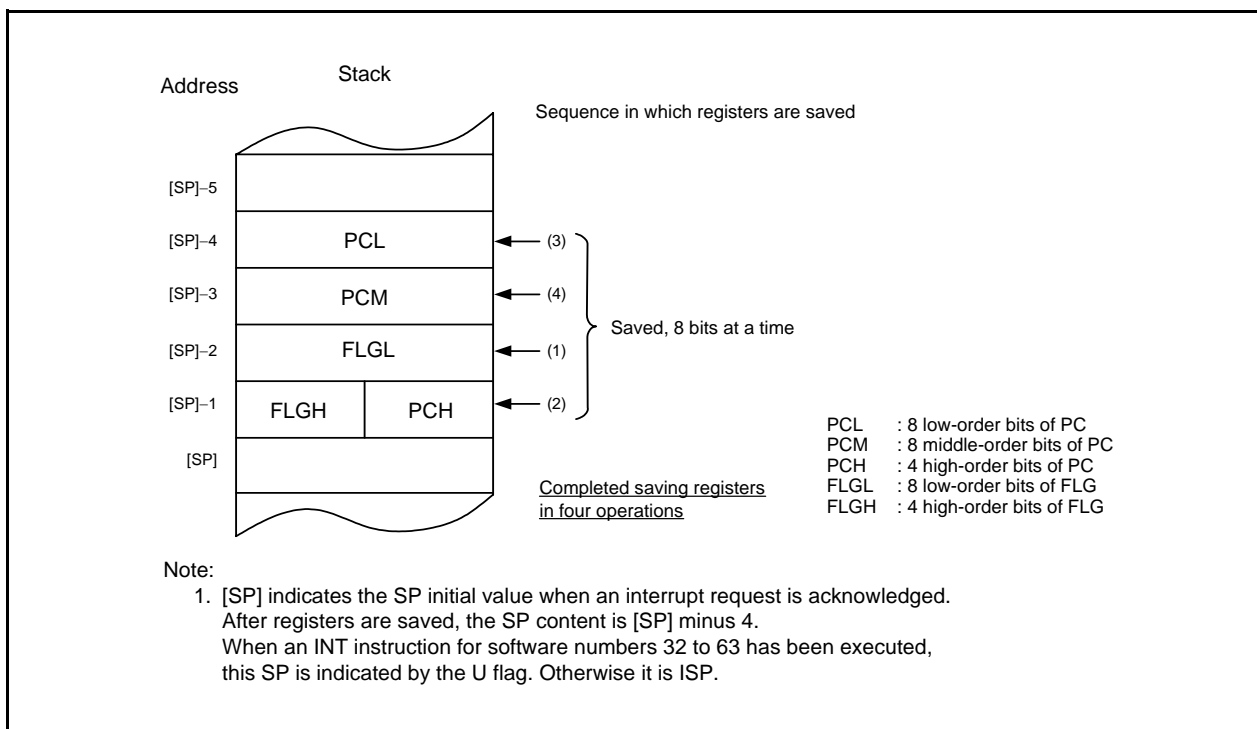 Address
Stack
Sequence in which registers are saved
[SP]−5
[SP]−4
PCL
(3)
[SP]−3
PCM
(4)
Saved, 8 bits at a time
[SP]−2
FLGL
(1)
[SP]−1
FLGH
PCH
(2)
[SP]
Completed saving registers
in four operations
PCL : 8 low-order bits of PC
PCM : 8 middle-order bits of PC
PCH : 4 high-order bits of PC
FLGL : 8 low-order bits of FLG
FLGH : 4 high-order bits of FLG
Note:
1. [SP] indicates the SP initial value when an interrupt request is acknowledged.
After registers are saved, the SP content is [SP] minus 4.
When an INT instruction for software numbers 32 to 63 has been executed,
this SP is indicated by the U flag. Otherwise it is ISP.